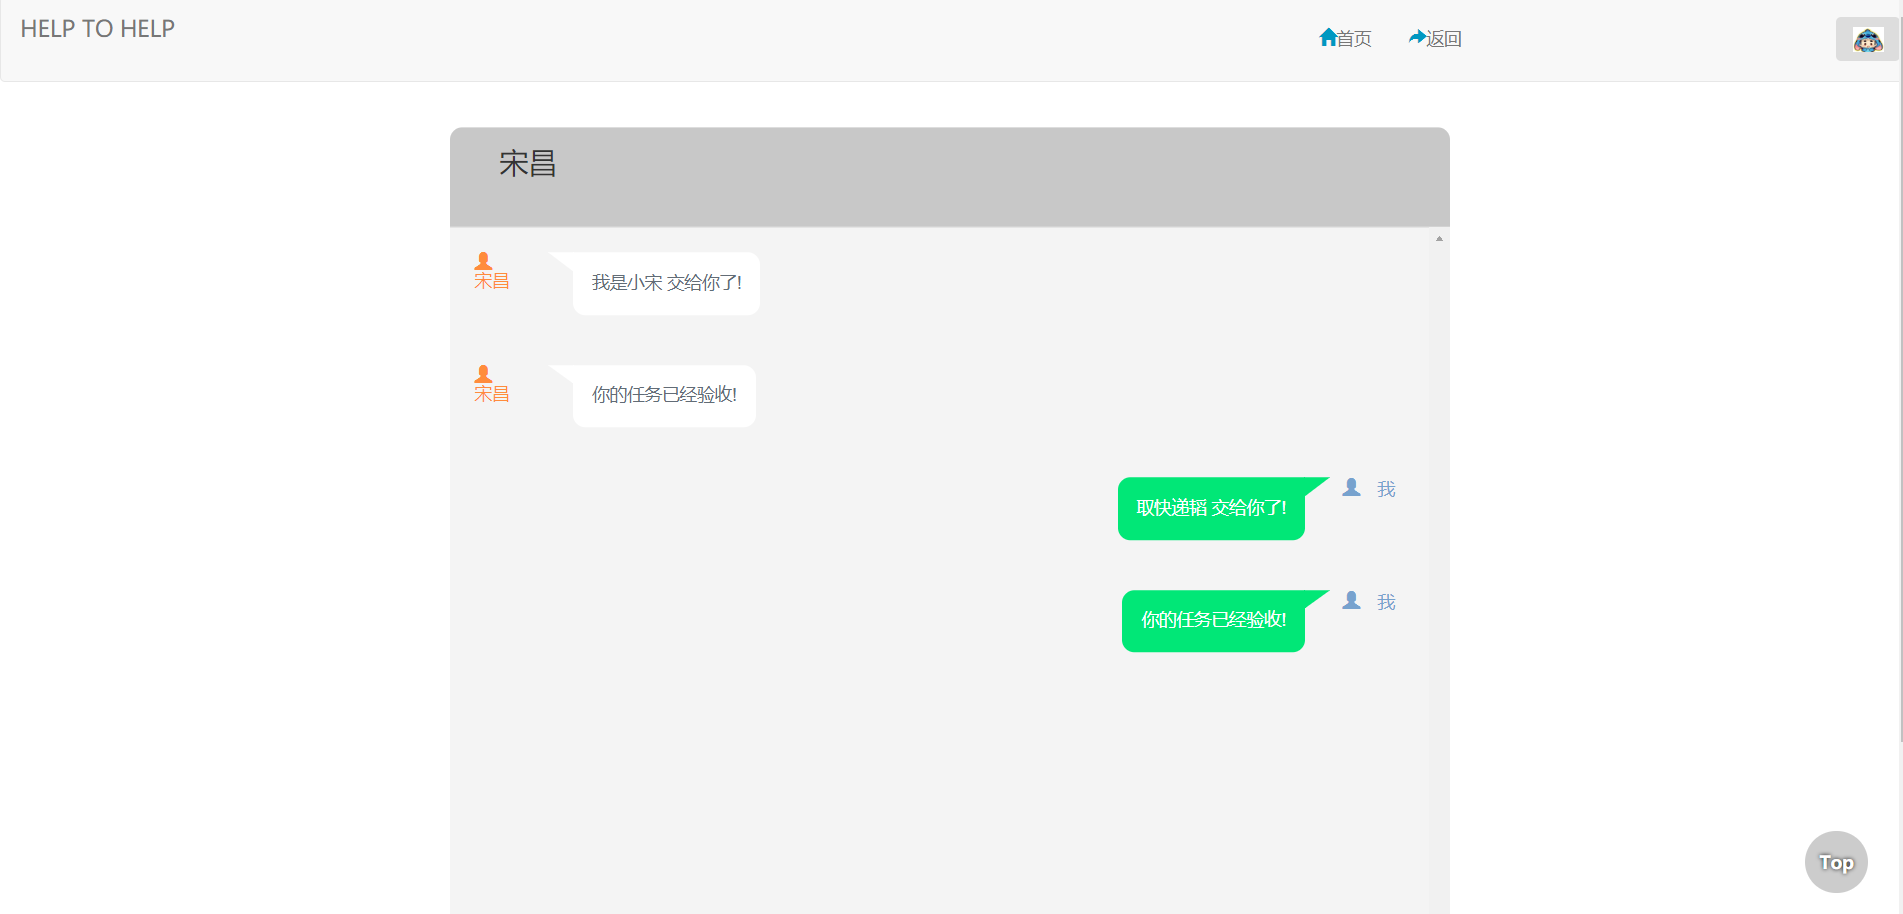 HELP TO HELP
首页
返回
宋昌
宋昌
我是小宋 交给你了!
宋昌
你的任务已经验收!
取快递韬 交给你了!
我
你的任务已经验收!
我
Top